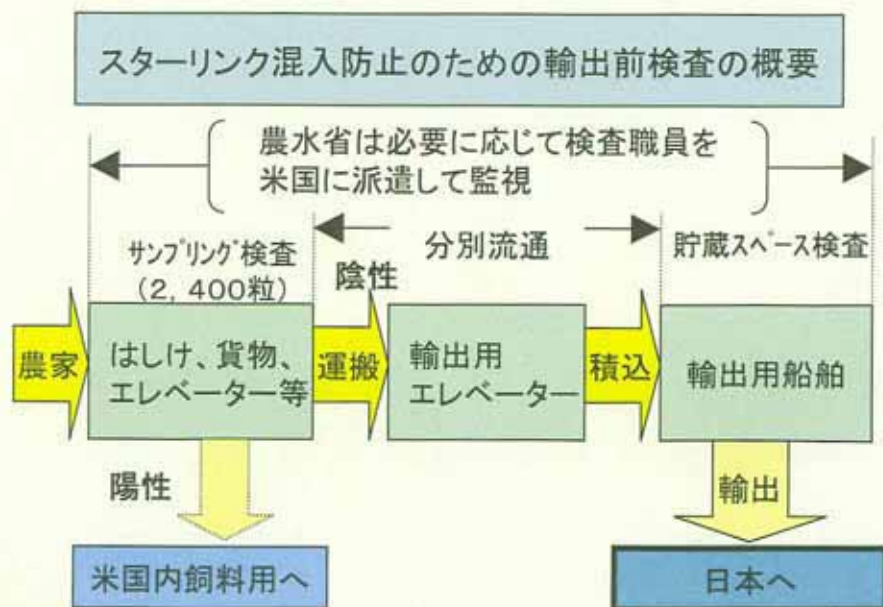 スターリンク混入防止のための輸出前検査の概要
農水省は必要に応じて検査職員を
米国に派遣して監視
サンプリング検査
(2,400粒)
分別流通
貯蔵スペース検査
陰性
農家
はしけ、貨物、
エレベーター等
運搬
輸出用
エレベーター
積込
輸出用船舶
陽性
輸出
米国内飼料用へ
日本へ